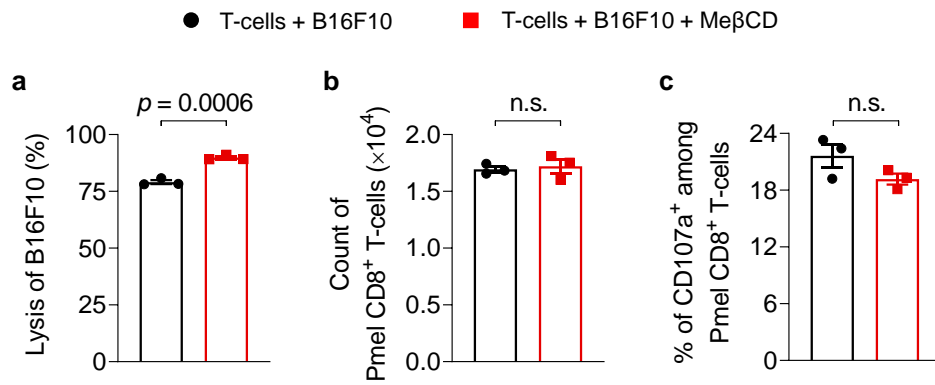 T-cells + B16F10
T-cells + B16F10 + MeβCD
a
p = 0.0006
Lysis of B16F10 (%)
100
75
50
25
0
b
n.s.
Count of
Pmel CD8⁺ T-cells (×10⁴)
2.0
1.5
1.0
0.5
0.0
c
n.s.
% of CD107a⁺ among
Pmel CD8⁺ T-cells
24
18
12
6
0